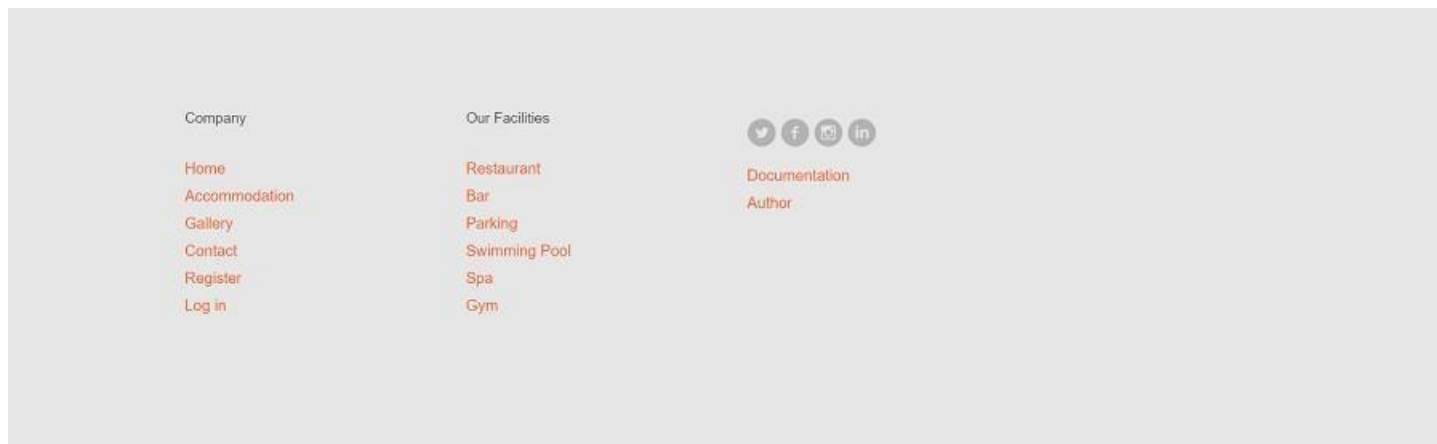 Company
Home
Accommodation
Gallery
Contact
Register
Log in
Our Facilities
Restaurant
Bar
Parking
Swimming Pool
Spa
Gym
in
Documentation
Author